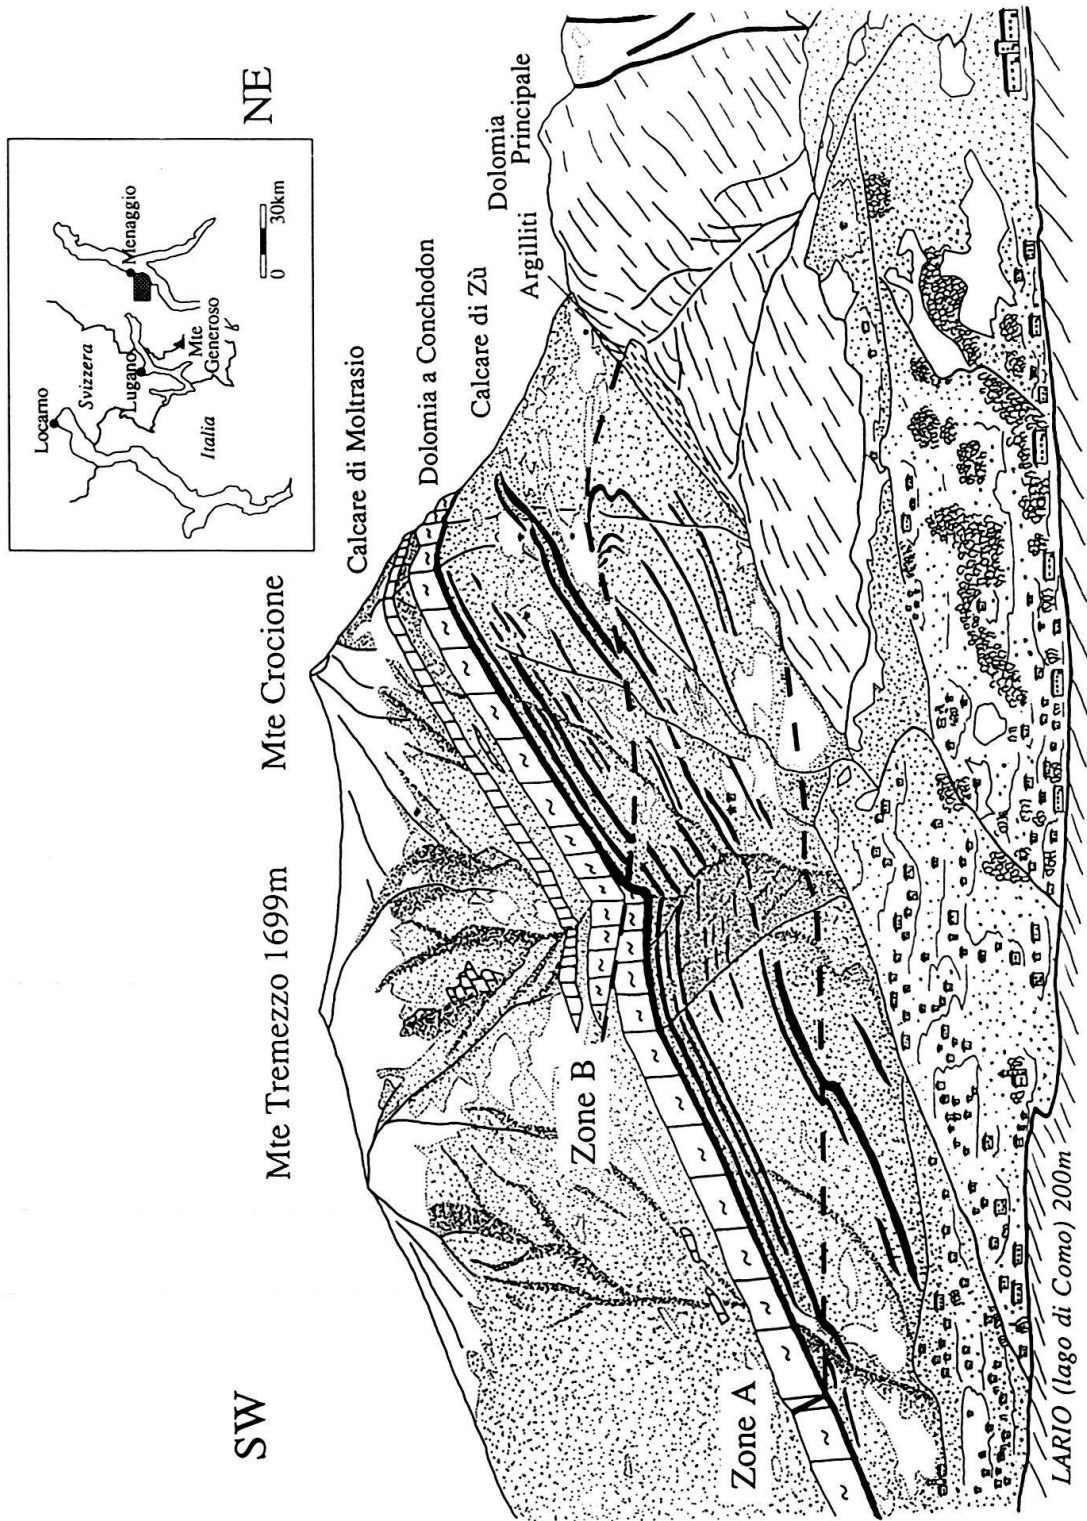 SW
Mte Tremezzo 1699m
Mte Crocione
NE
Locarno
Svizzera
Lugano
Menaggio
Mte
Generoso
Italia
0
30km
Calcare di Moltrasio
Dolomia a Conchodon
Calcare di Zù
Argilliti
Dolomia
Principale
Zone B
Zone A
LARIO (lago di Como) 200m